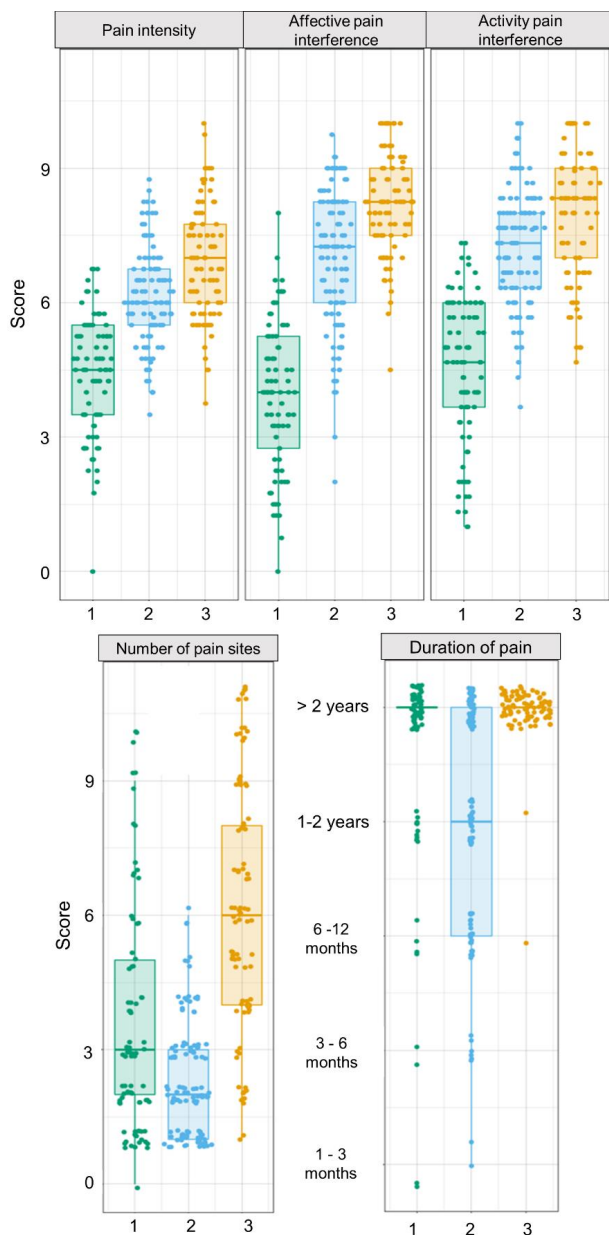 Pain intensity
Affective pain
interference
Activity pain
interference
Score
9
6
3
0
1 2 3
1 2 3
1 2 3
Number of pain sites
Score
9
6
3
0
1 2 3
Duration of pain
> 2 years
1-2 years
6 -12
months
3 - 6
months
1 - 3
months
1 2 3